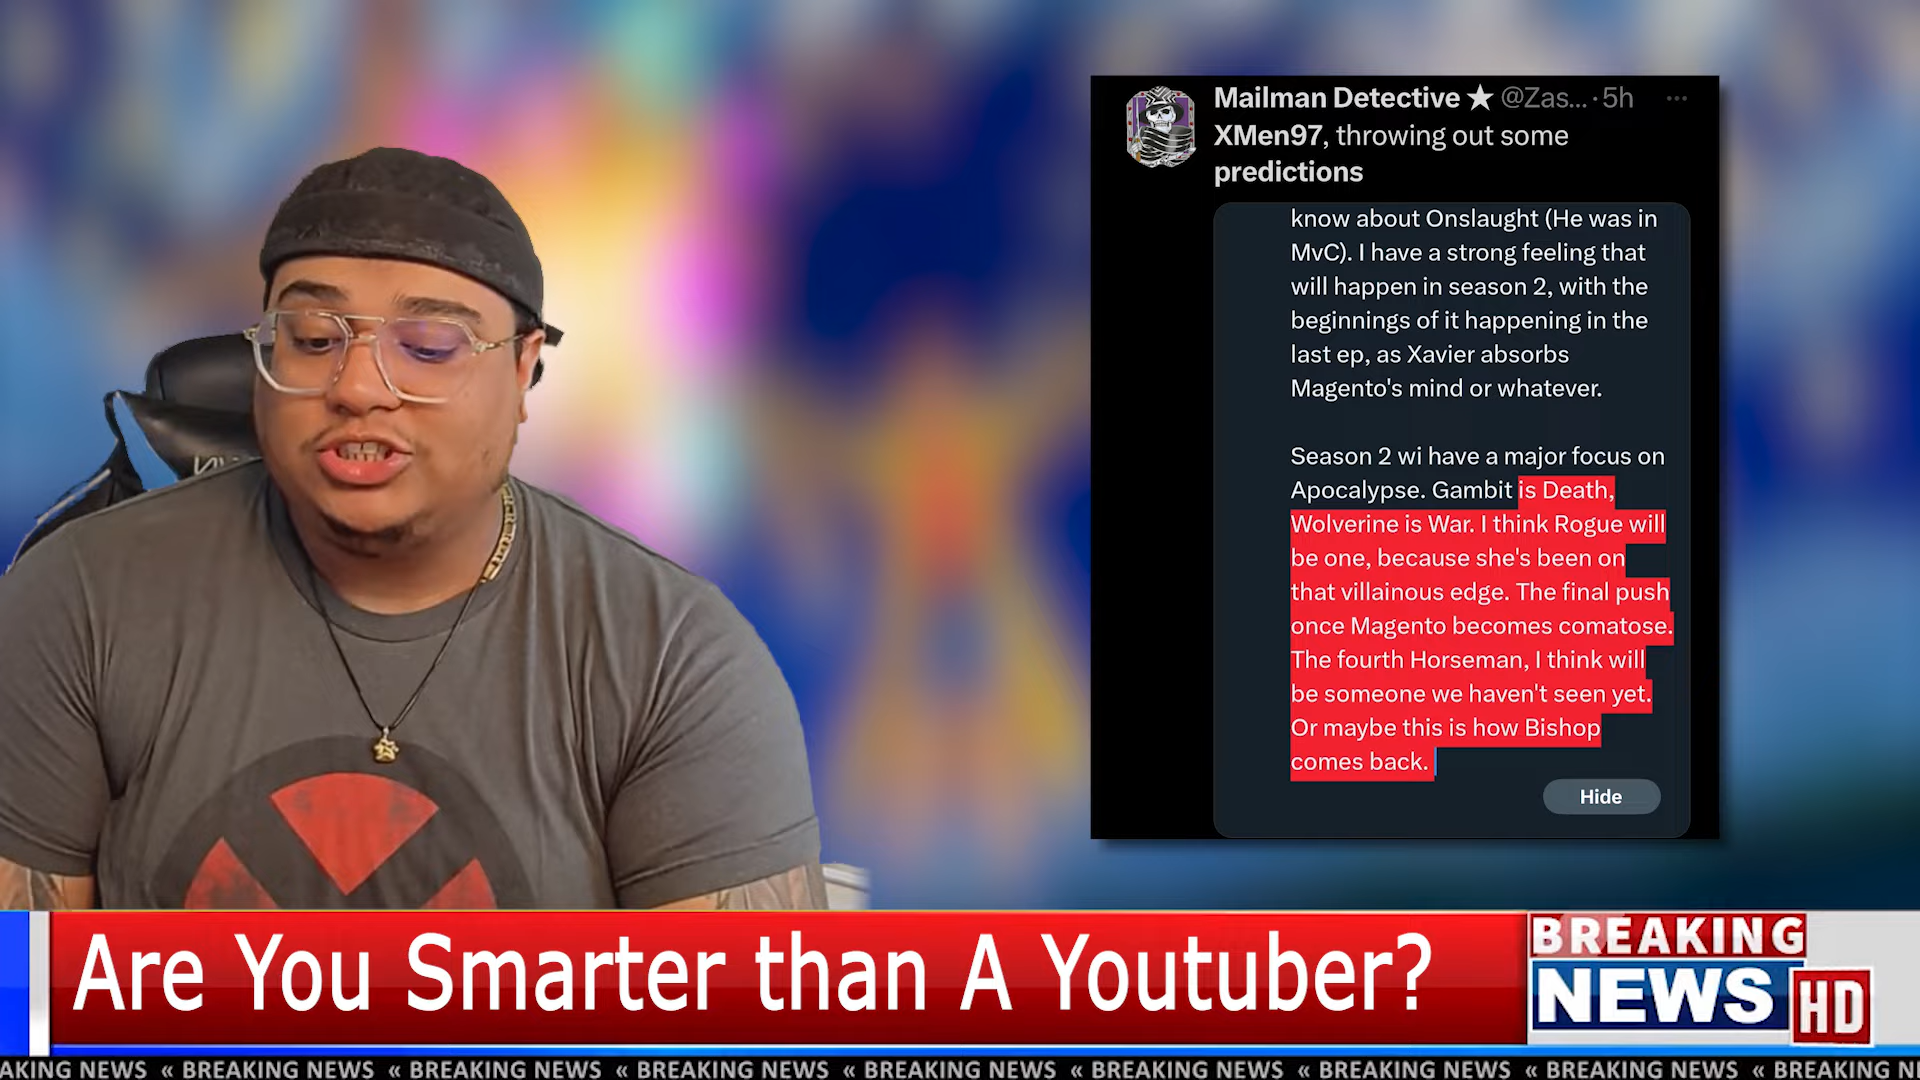 Mailman Detective ★ @Zas... · 5h ...
XMen97, throwing out some
predictions
know about Onslaught (He was in
MvC). I have a strong feeling that
will happen in season 2, with the
beginnings of it happening in the
last ep, as Xavier absorbs
Magento's mind or whatever.
Season 2 wi have a major focus on
Apocalypse. Gambit is Death,
Wolverine is War. I think Rogue will
be one, because she's been on
that villainous edge. The final push
once Magento becomes comatose.
The fourth Horseman, I think will
be someone we haven't seen yet.
Or maybe this is how Bishop
comes back.
Hide
Are You Smarter than A Youtuber?
BREAKING
NEWS HD
AKING NEWS « BREAKING NEWS « BREAKING NEWS « BREAKING NEWS « BREAKING NEWS « BREAKING NEWS « BREAKING NEWS « BREAKING NEWS « BREAKING N